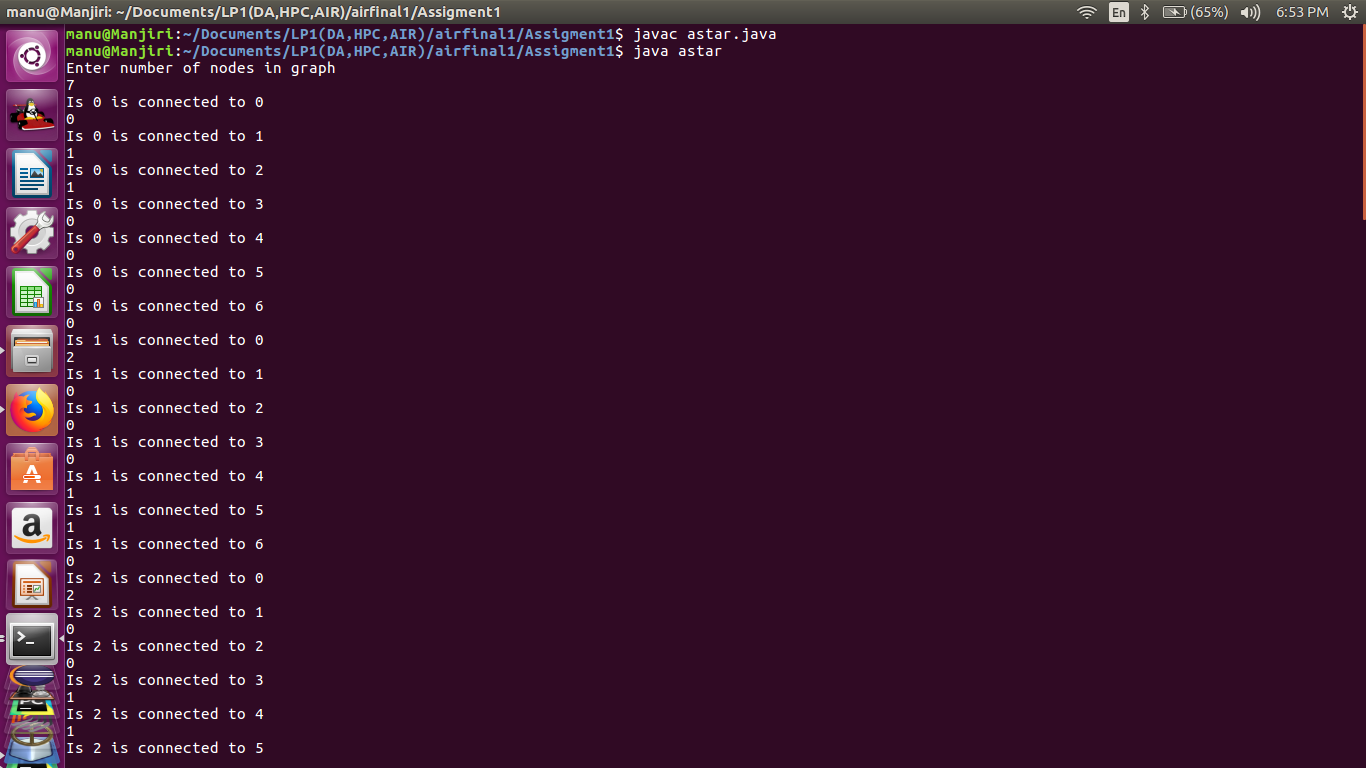 manu@Manjiri: ~/Documents/LP1(DA,HPC,AIR)/airfinal1/Assigment1
En
(65%)
6:53 PM
manu@Manjiri:~/Documents/LP1(DA,HPC,AIR)/airfinal1/Assigment1$ javac astar.java
manu@Manjiri:~/Documents/LP1(DA,HPC,AIR)/airfinal1/Assigment1$ java astar
Enter number of nodes in graph
7
Is 0 is connected to 0
0
Is 0 is connected to 1
1
Is 0 is connected to 2
1
Is 0 is connected to 3
0
Is 0 is connected to 4
0
Is 0 is connected to 5
0
Is 0 is connected to 6
0
Is 1 is connected to 0
2
Is 1 is connected to 1
0
Is 1 is connected to 2
0
Is 1 is connected to 3
0
Is 1 is connected to 4
1
Is 1 is connected to 5
1
Is 1 is connected to 6
0
Is 2 is connected to 0
2
Is 2 is connected to 1
0
Is 2 is connected to 2
0
Is 2 is connected to 3
1
Is 2 is connected to 4
1
Is 2 is connected to 5